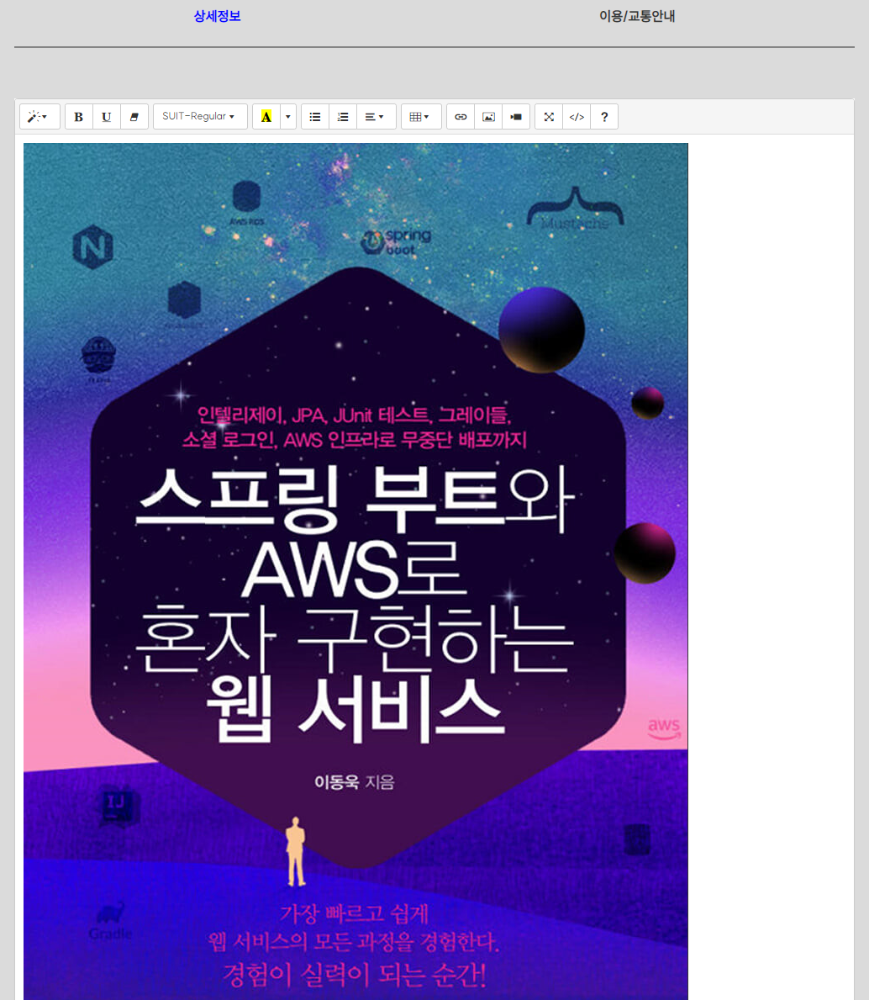 상세정보 이용/교통안내
B U SUIT-Regular A </> ?
AWS RDS
Mustache
spring
boot
N
인텔리제이, JPA, JUnit 테스트, 그레이들,
소셜 로그인, AWS 인프라로 무중단 배포까지
스프링 부트와
AWS로
혼자 구현하는
웹 서비스
aws
이동욱 지음
IJ
Gradle
가장 빠르고 쉽게
웹 서비스의 모든 과정을 경험한다.
경험이 실력이 되는 순간!